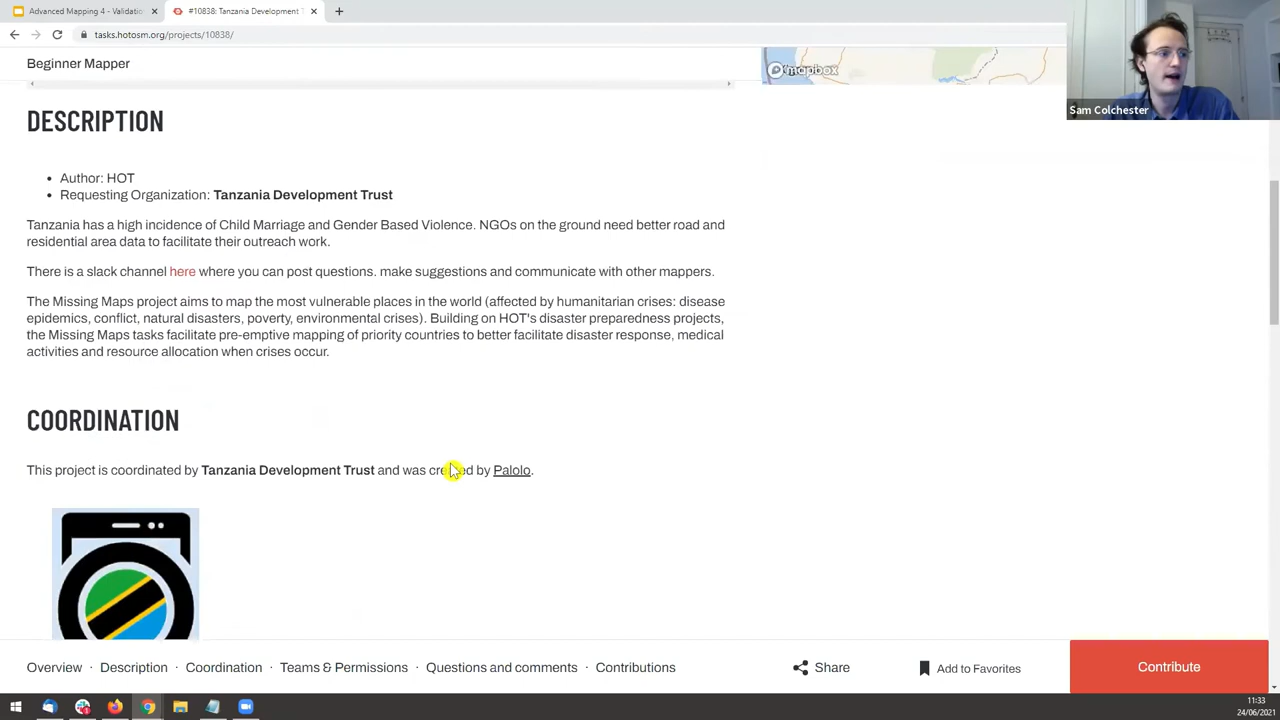 Advanced Mapping 4 - Validatio
#10838: Tanzania Development T
tasks.hotosm.org/projects/10838/
Beginner Mapper
mapbox
Sam Colchester
DESCRIPTION
• Author: HOT
• Requesting Organization: Tanzania Development Trust
Tanzania has a high incidence of Child Marriage and Gender Based Violence. NGOs on the ground need better road and
residential area data to facilitate their outreach work.
There is a slack channel here where you can post questions. make suggestions and communicate with other mappers.
The Missing Maps project aims to map the most vulnerable places in the world (affected by humanitarian crises: disease
epidemics, conflict, natural disasters, poverty, environmental crises). Building on HOT's disaster preparedness projects,
the Missing Maps tasks facilitate pre-emptive mapping of priority countries to better facilitate disaster response, medical
activities and resource allocation when crises occur.
COORDINATION
This project is coordinated by Tanzania Development Trust and was created by Palolo.
Overview · Description · Coordination · Teams & Permissions · Questions and comments · Contributions
Share
Add to Favorites
Contribute
11:33
24/06/2021